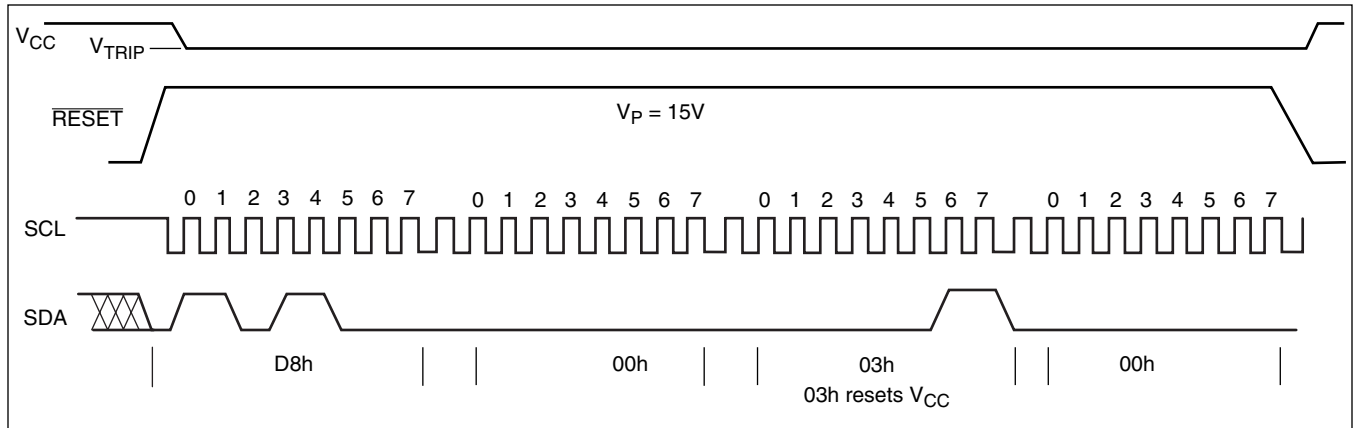 VCC
VTRIP
RESET
VP = 15V
0 1 2 3 4 5 6 7 0 1 2 3 4 5 6 7 0 1 2 3 4 5 6 7 0 1 2 3 4 5 6 7
SCL
SDA
D8h 00h 03h 00h
03h resets VCC